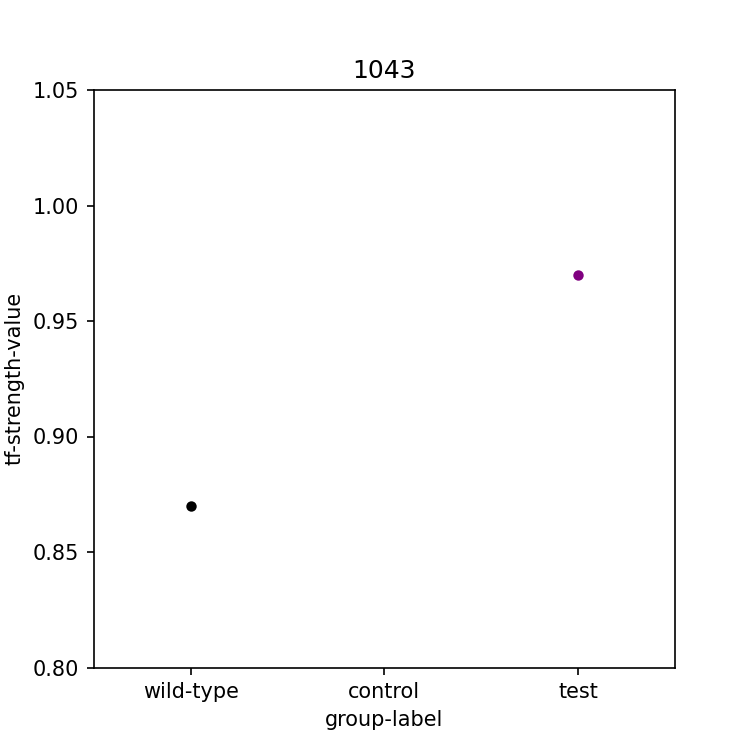 1043
1.05
1.00
0.95
0.90
0.85
0.80
tf-strength-value
wild-type control test
group-label